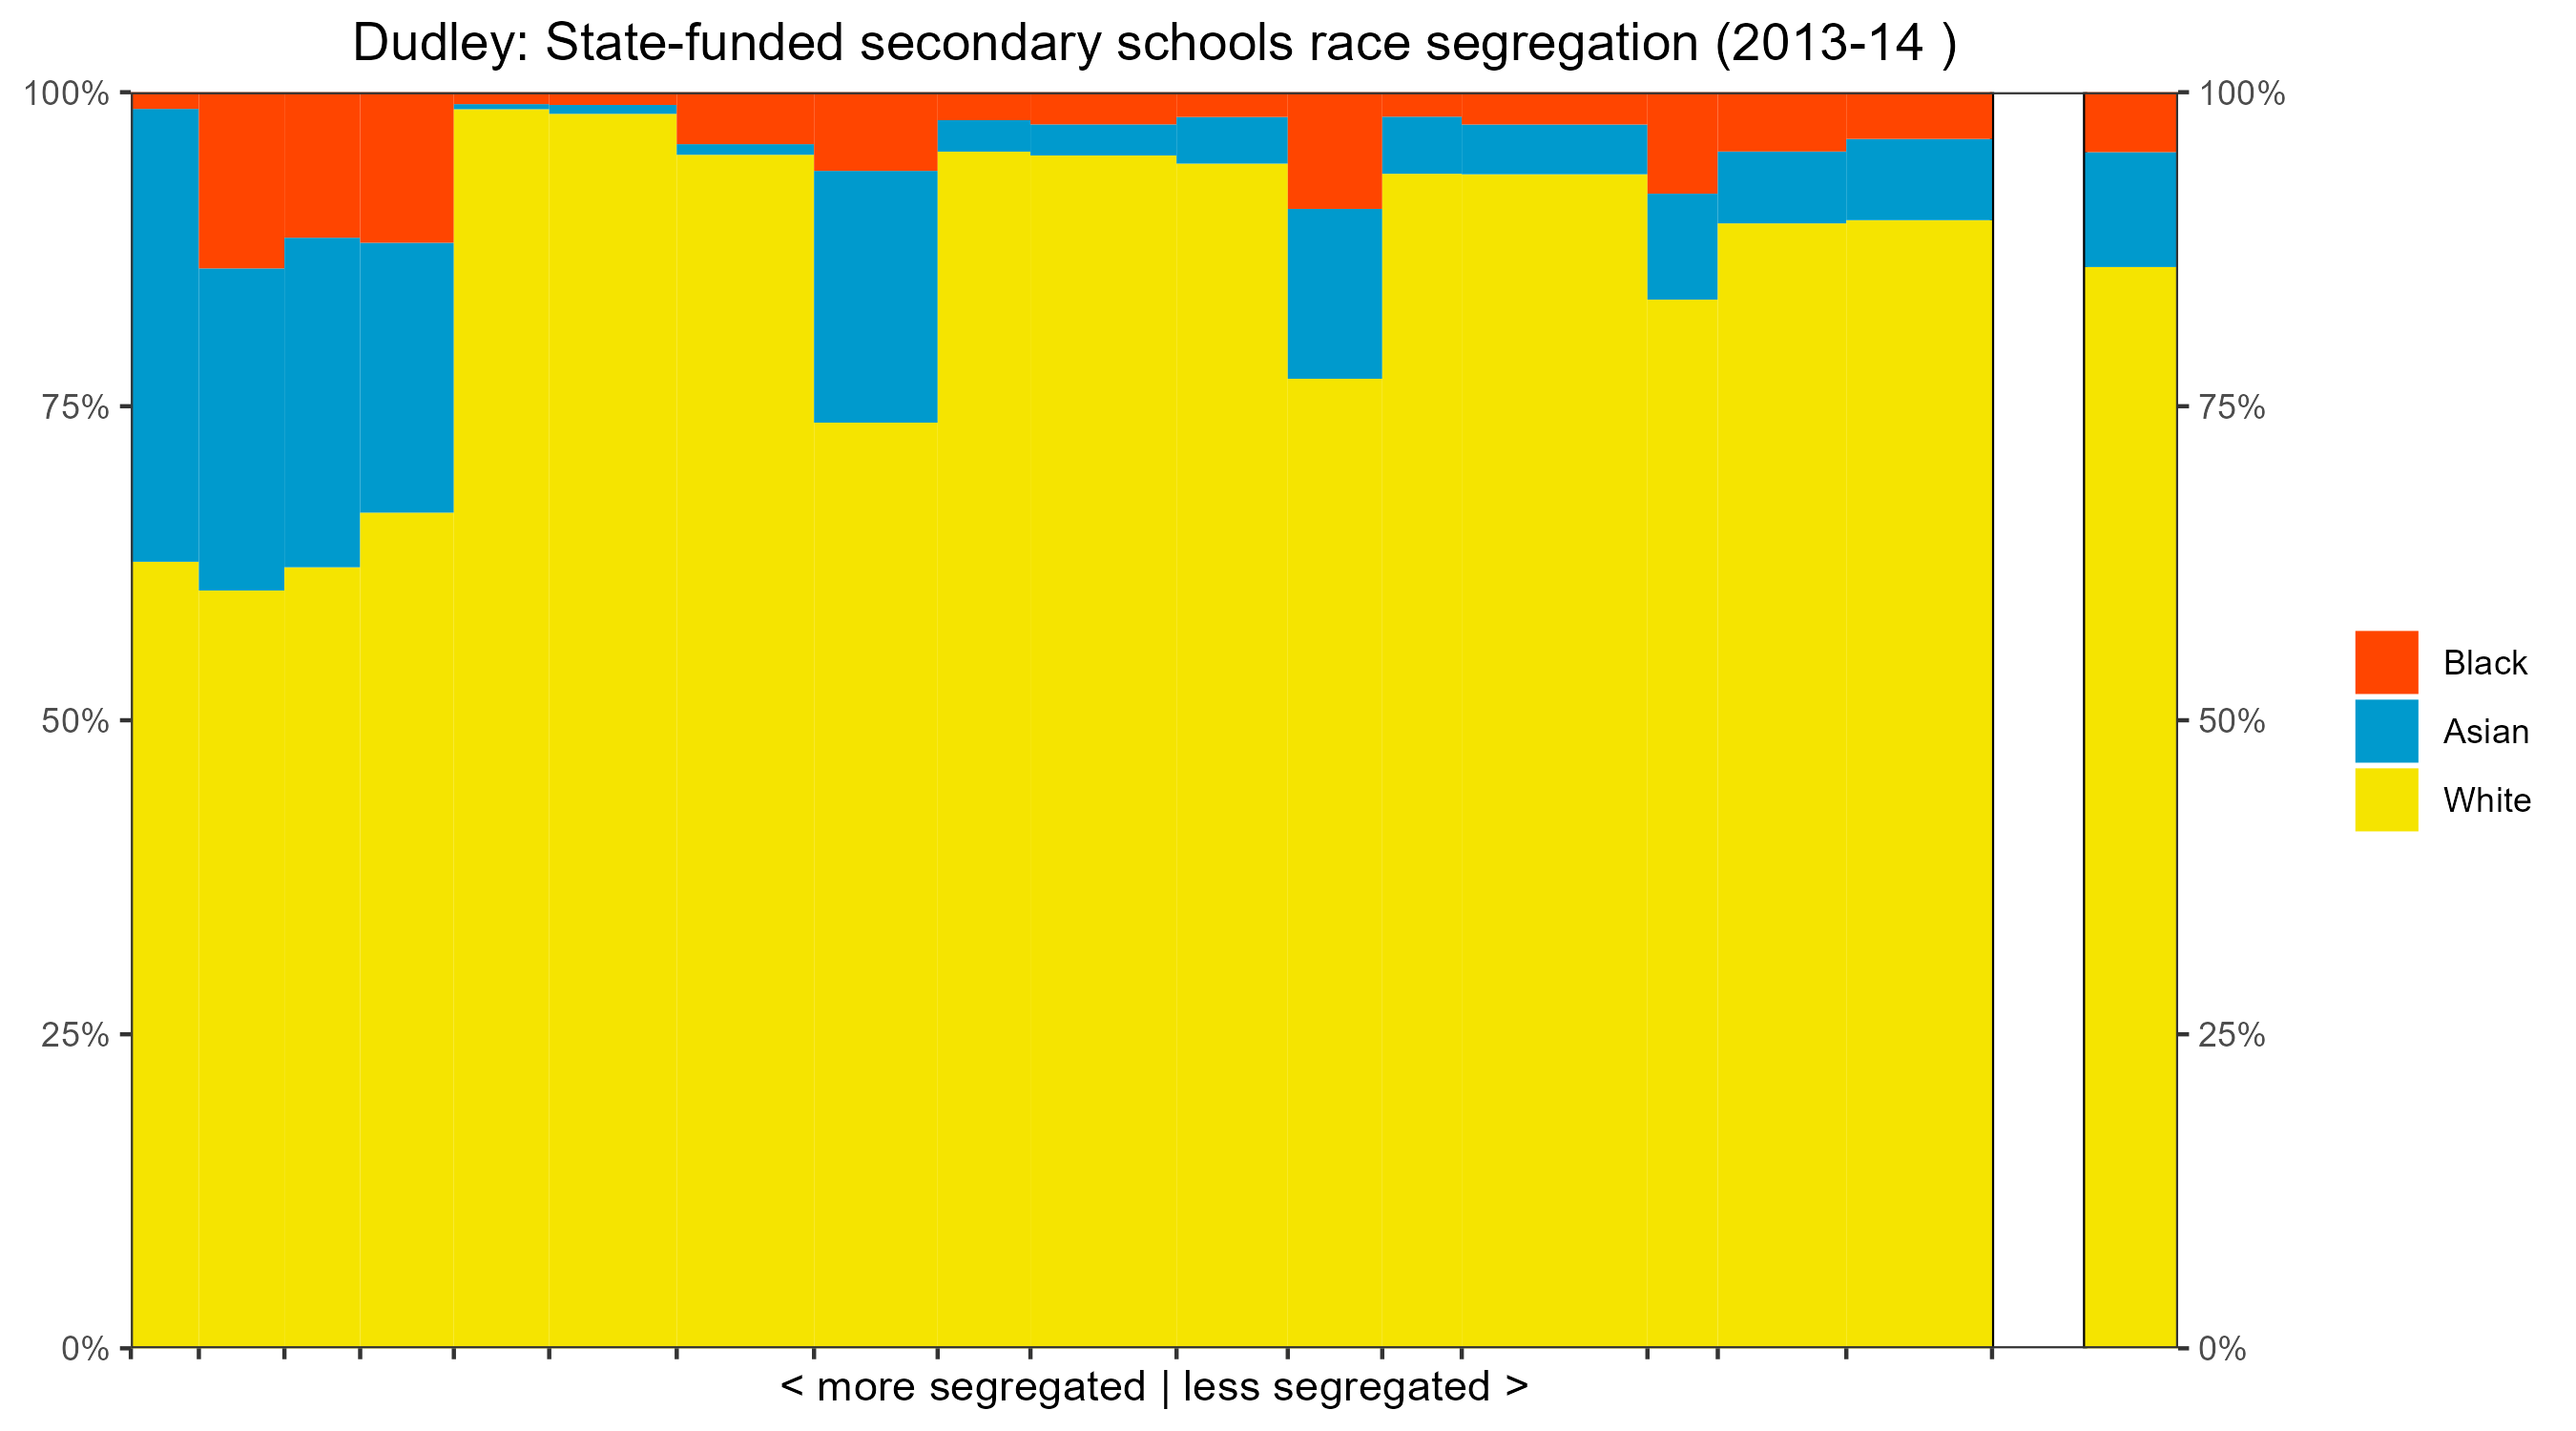 Dudley: State-funded secondary schools race segregation (2013-14 )
100%
100%
75%
75%
50%
50%
25%
25%
0%
0%
Black
Asian
White
< more segregated | less segregated >